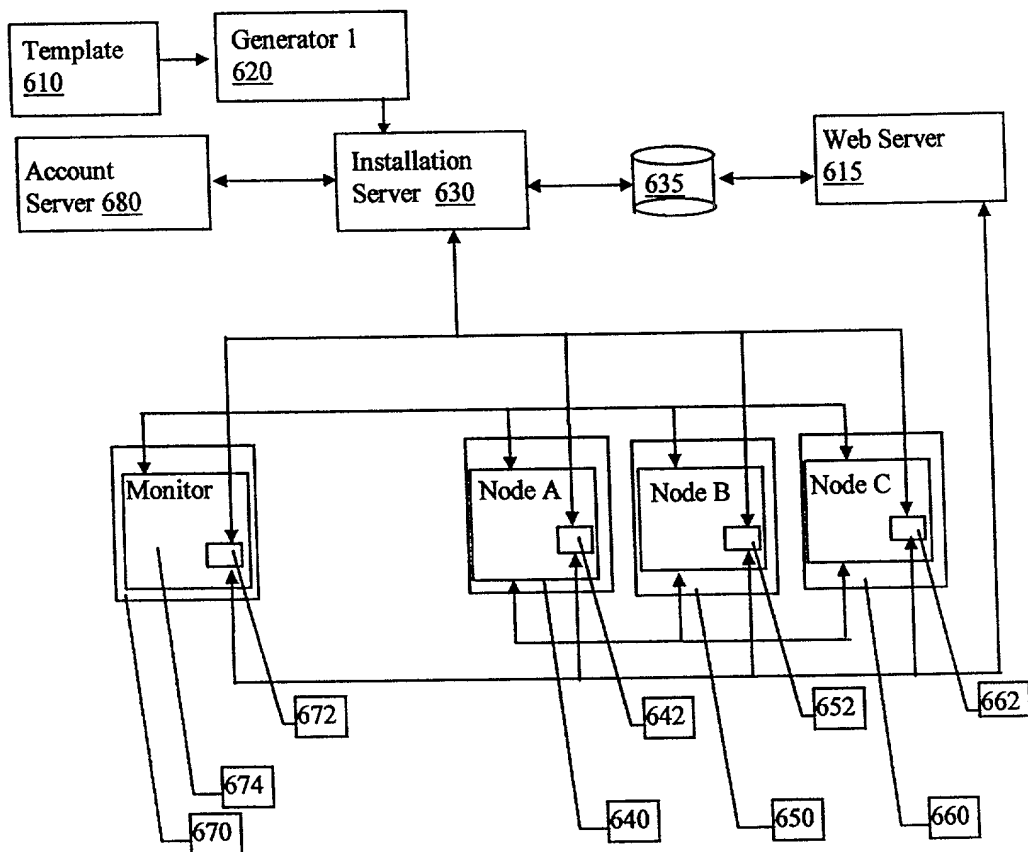 Template
610
Generator 1
620
Account
Server 680
Installation
Server 630
635
Web Server
615
Monitor
Node A
Node B
Node C
672
642
652
662
674
670
640
650
660